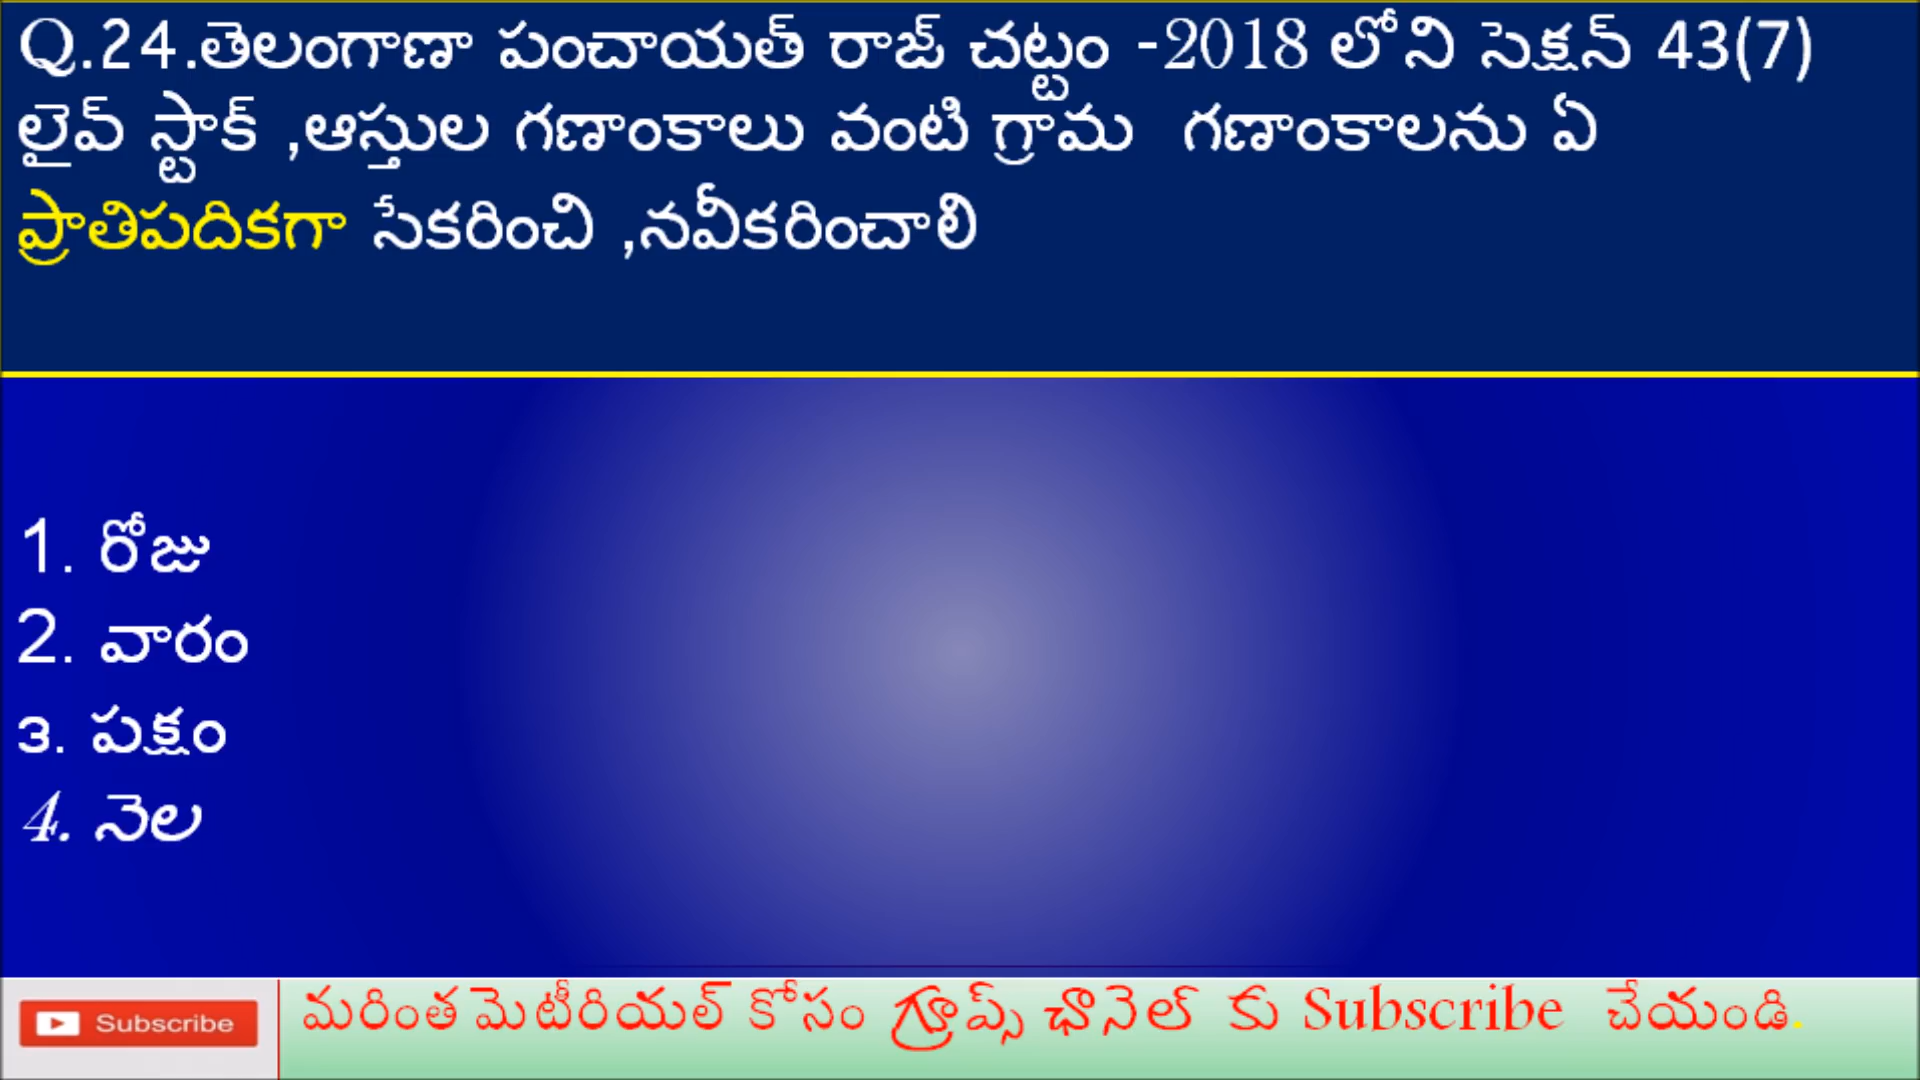 Q.24.తెలంగాణా పంచాయత్ రాజ్ చట్టం -2018 లోని సెక్షన్ 43(7)
లైవ్ స్టాక్ ,ఆస్తుల గణాంకాలు వంటి గ్రామ గణాంకాలను ఏ
ప్రాతిపదికగా సేకరించి ,నవీకరించాలి
1. రోజు
2. వారం
3. పక్షం
4. నెల
Subscribe
మరింత మెటీరియల్ కోసం గ్రూప్స్ ఛానెల్ కు Subscribe చేయండి.